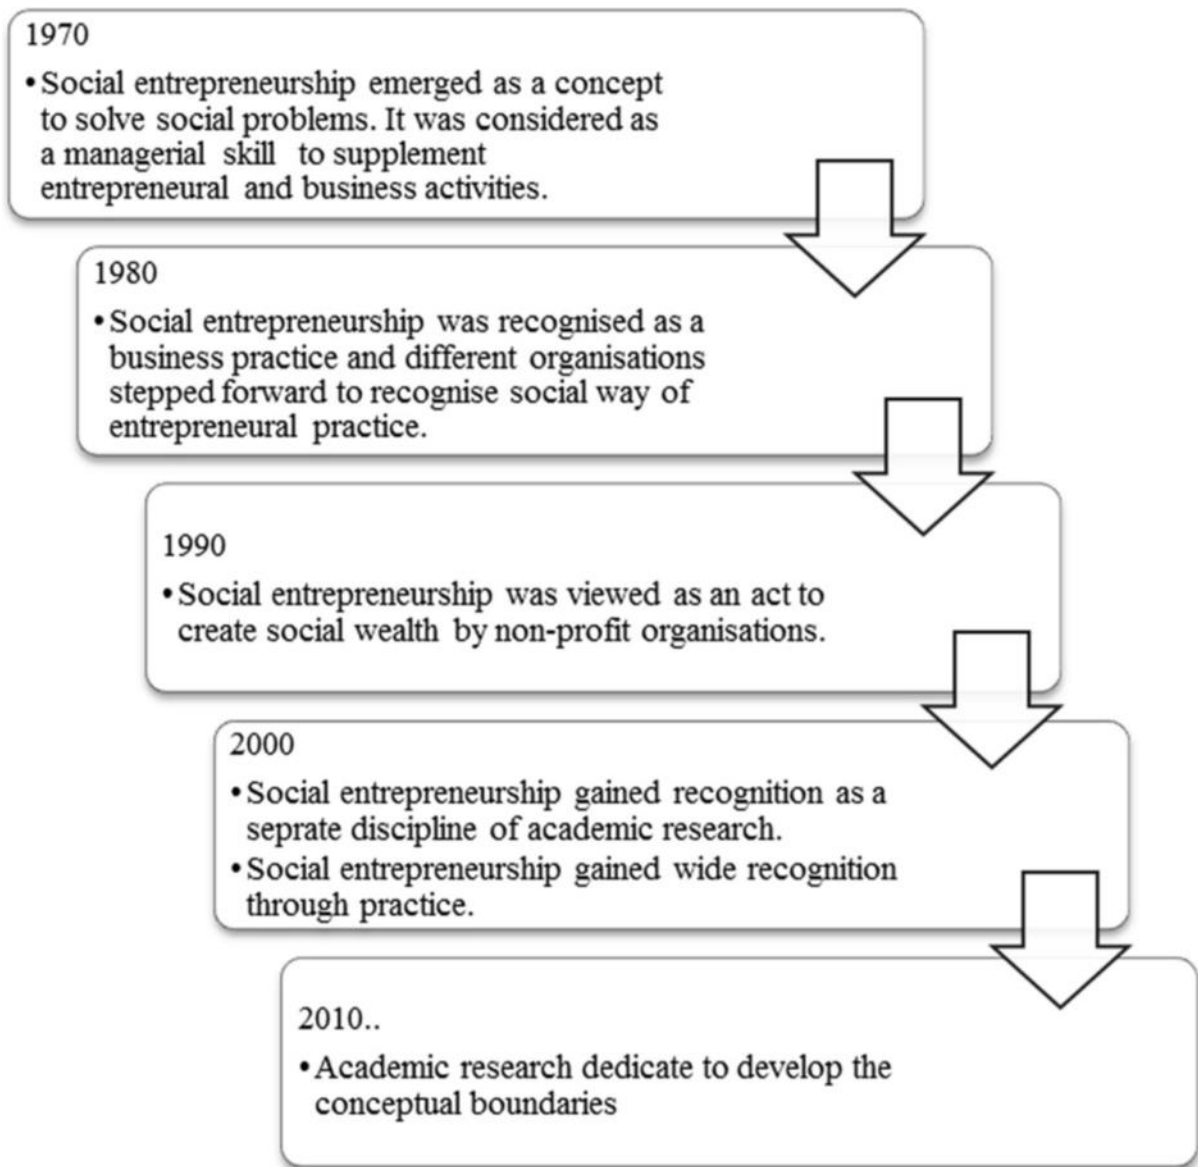 1970
•Social entrepreneurship emerged as a concept
to solve social problems. It was considered as
a managerial skill to supplement
entrepreneural and business activities.
1980
•Social entrepreneurship was recognised as a
business practice and different organisations
stepped forward to recognise social way of
entrepreneural practice.
1990
•Social entrepreneurship was viewed as an act to
create social wealth by non-profit organisations.
2000
•Social entrepreneurship gained recognition as a
seprate discipline of academic research.
•Social entrepreneurship gained wide recognition
through practice.
2010..
•Academic research dedicate to develop the
conceptual boundaries